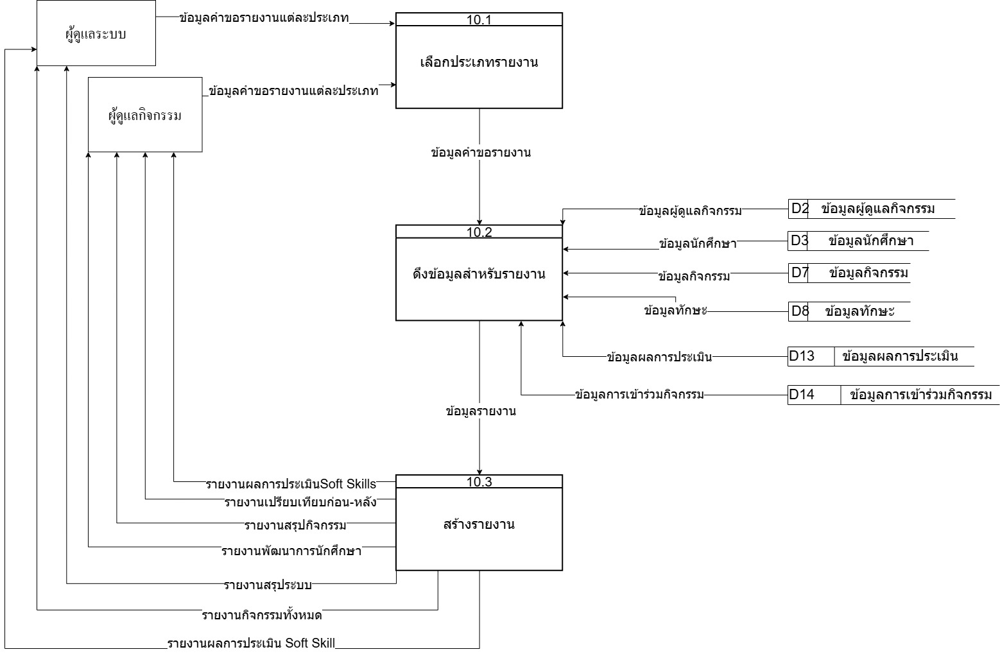 ผู้ดูแลระบบ
ข้อมูลคำขอรายงานแต่ละประเภท
10.1
เลือกประเภทรายงาน
ผู้ดูแลกิจกรรม
ข้อมูลคำขอรายงานแต่ละประเภท
ข้อมูลคำขอรายงาน
10.2
ดึงข้อมูลสำหรับรายงาน
ข้อมูลผู้ดูแลกิจกรรม
D2 ข้อมูลผู้ดูแลกิจกรรม
ข้อมูลนักศึกษา
D3 ข้อมูลนักศึกษา
ข้อมูลกิจกรรม
D7 ข้อมูลกิจกรรม
ข้อมูลทักษะ
D8 ข้อมูลทักษะ
ข้อมูลผลการประเมิน
D13 ข้อมูลผลการประเมิน
ข้อมูลการเข้าร่วมกิจกรรม
D14 ข้อมูลการเข้าร่วมกิจกรรม
ข้อมูลรายงาน
10.3
สร้างรายงาน
รายงานผลการประเมินSoft Skills
รายงานเปรียบเทียบก่อน-หลัง
รายงานสรุปกิจกรรม
รายงานพัฒนาการนักศึกษา
รายงานสรุประบบ
รายงานกิจกรรมทั้งหมด
รายงานผลการประเมิน Soft Skill